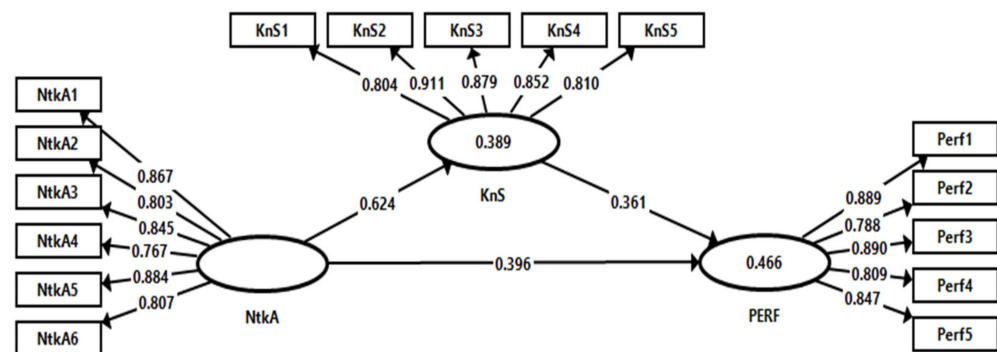 KnS1 KnS2 KnS3 KnS4 KnS5
0.804 0.911 0.879 0.852 0.810
NtkA1
NtkA2
NtkA3
NtkA4
NtkA5
NtkA6
0.867
0.803
0.845
0.767
0.884
0.807
NtkA
0.624
0.389
KnS
0.361
0.396
0.466
PERF
0.889
0.788
0.890
0.809
0.847
Perf1
Perf2
Perf3
Perf4
Perf5